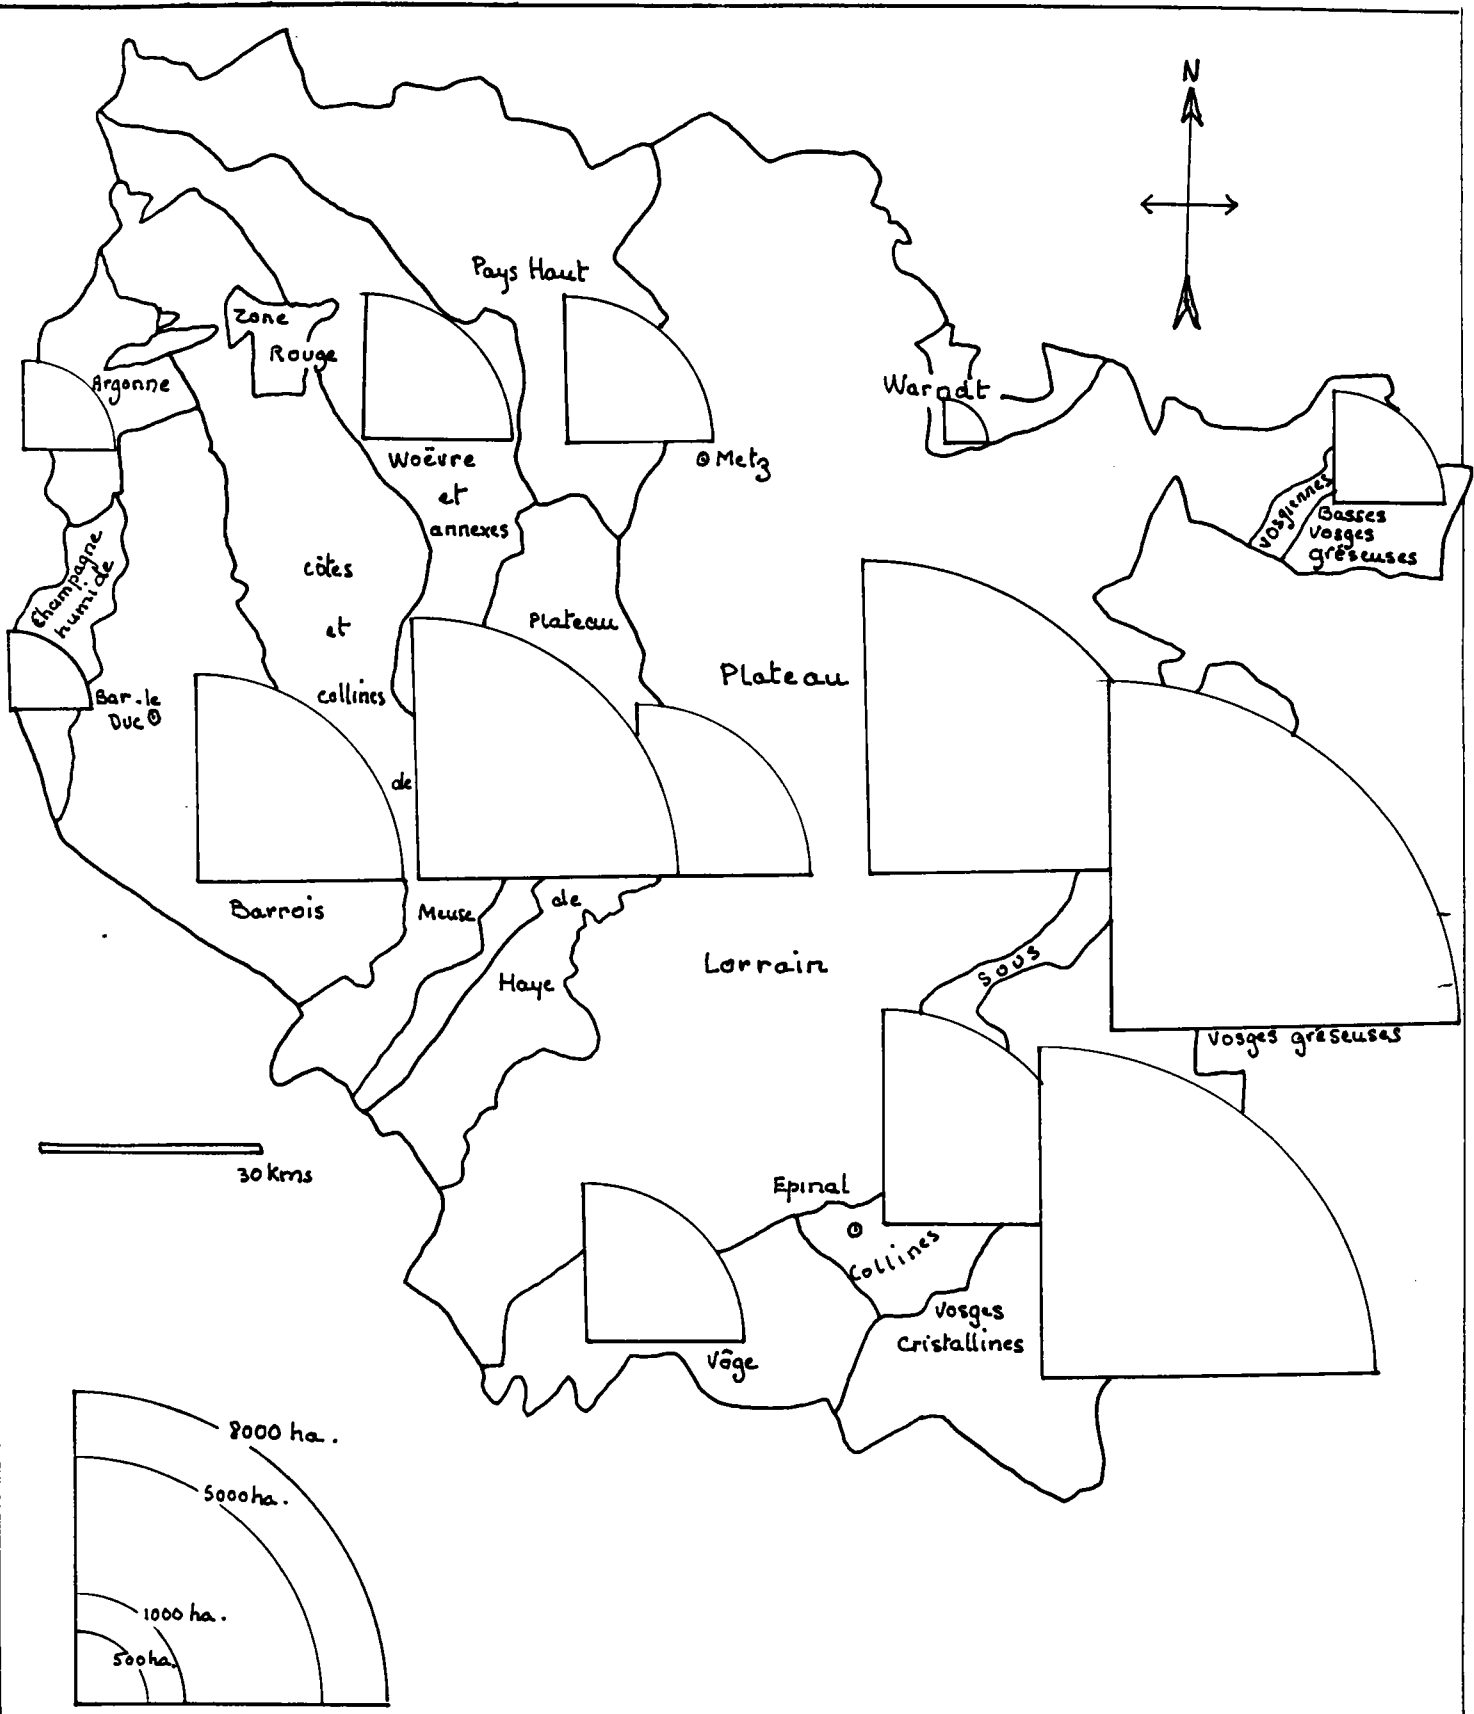 N
Pays Haut
Zone
Rouge
Argonne
Warndt
Woëvre
et
annexes
Metz
Vosgiennes
Basses
Vosges
gréseuses
Champagne
humide
côtes
et
collines
de
Meuse
Plateau
de
Haye
Plateau
Lorrain
Bar-le
Duc
Barrois
sous
Vosges gréseuses
30 kms
Epinal
Collines
Vosges
Cristallines
Vôge
8000 ha.
5000 ha.
1000 ha.
500 ha.